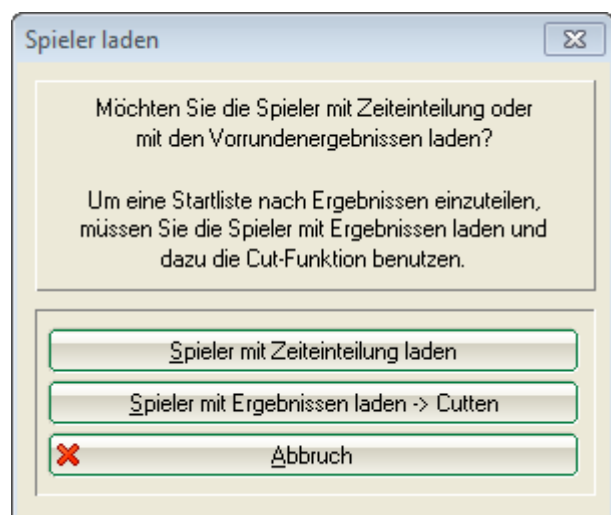 Spieler laden
Möchten Sie die Spieler mit Zeiteinteilung oder
mit den Vorrundenergebnissen laden?
Um eine Startliste nach Ergebnissen einzuteilen,
müssen Sie die Spieler mit Ergebnissen laden und
dazu die Cut-Funktion benutzen.
Spieler mit Zeiteinteilung laden
Spieler mit Ergebnissen laden -> Cutten
Abbruch